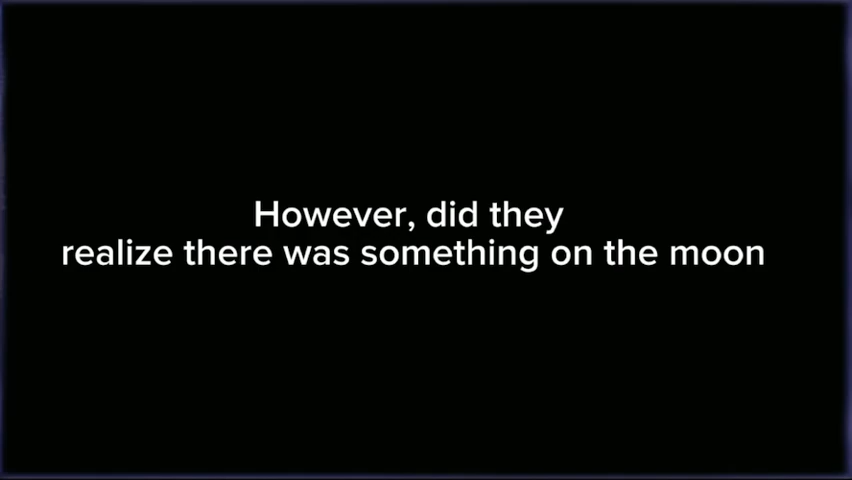 However, did they
realize there was something on the moon